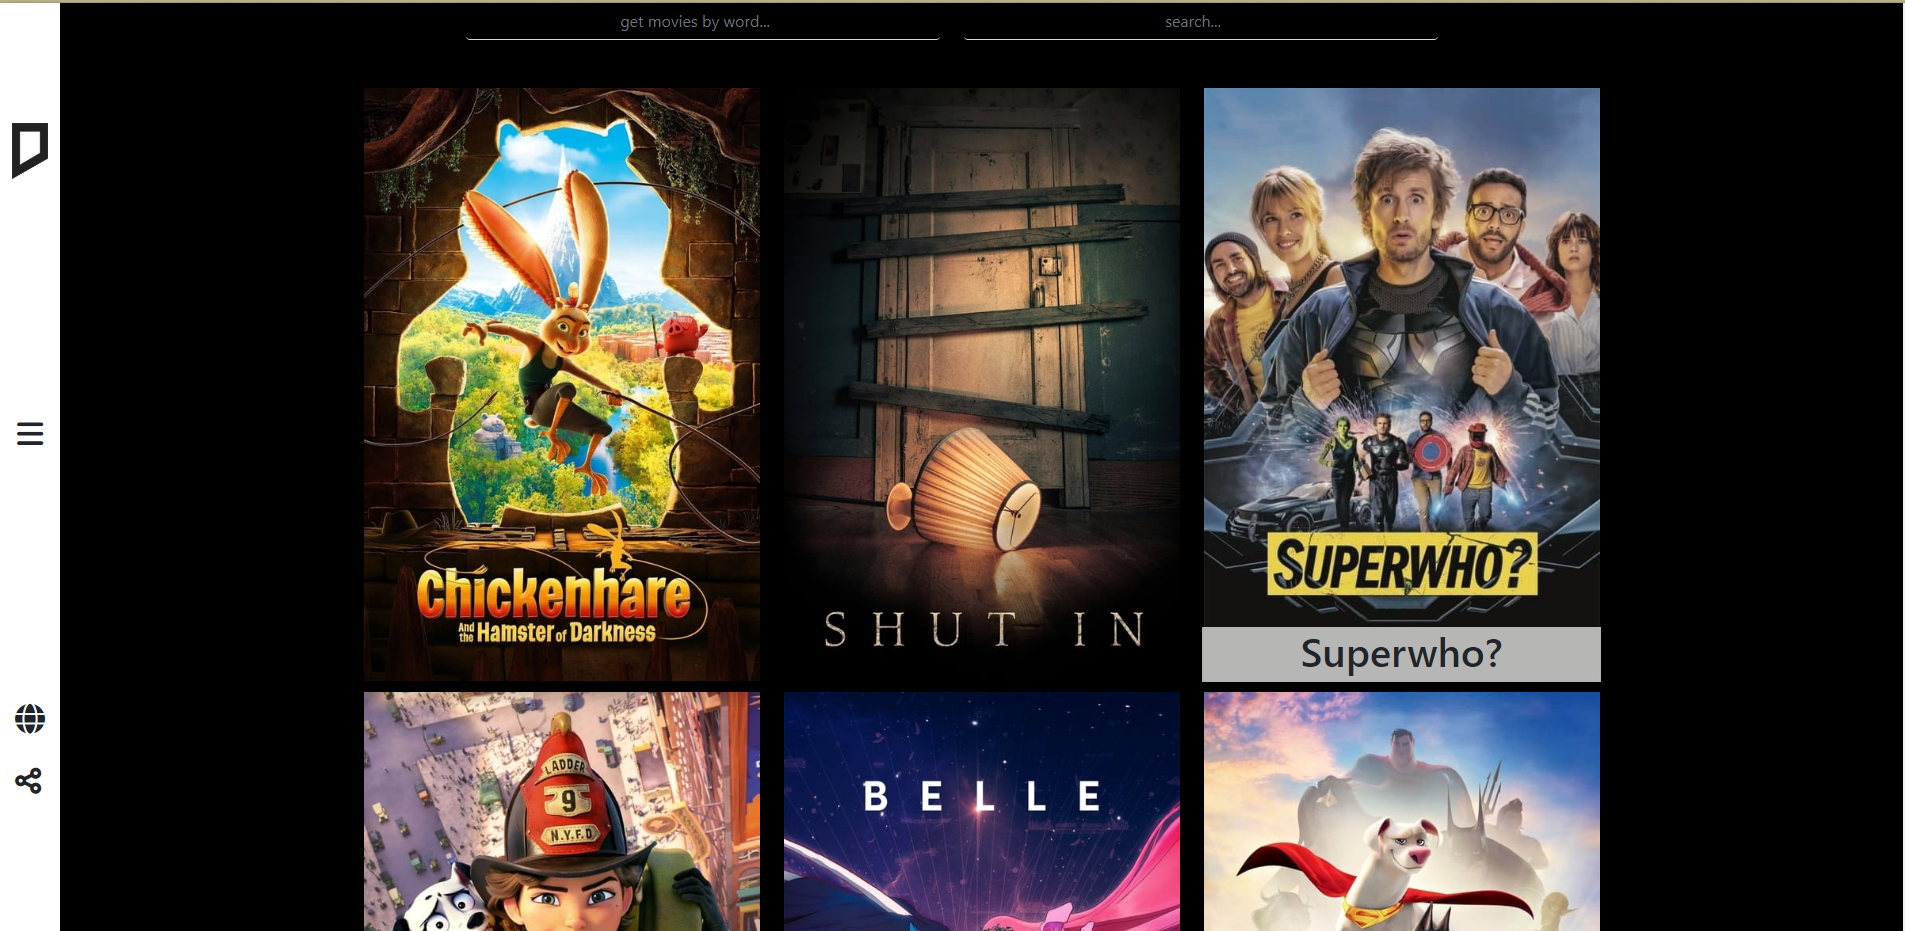 get movies by word...
search...
Chickenhare
And the Hamster of Darkness
SHUT IN
SUPERWHO?
Superwho?
LADDER
9
N.Y.F.D
BELLE